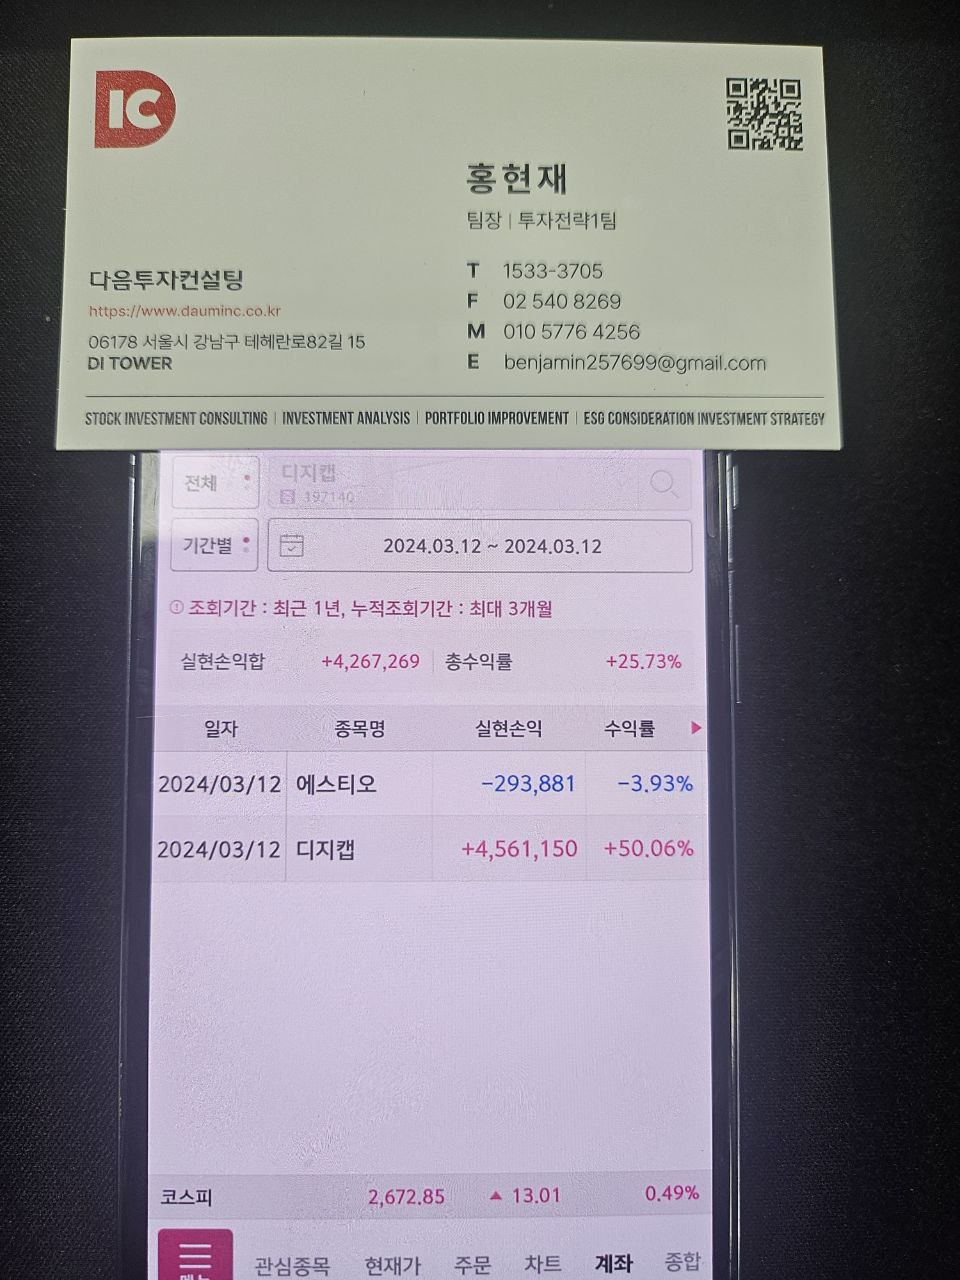 IC
홍현재
팀장 | 투자전략1팀
다음투자컨설팅
https://www.dauminc.co.kr
06178 서울시 강남구 테헤란로82길 15
DI TOWER
T 1533-3705
F 02 540 8269
M 010 5776 4256
E benjamin257699@gmail.com
STOCK INVESTMENT CONSULTING | INVESTMENT ANALYSIS | PORTFOLIO IMPROVEMENT | ESG CONSIDERATION INVESTMENT STRATEGY
전체 디지캡
증 197140
기간별 2024.03.12 ~ 2024.03.12
조회기간 : 최근 1년, 누적조회기간 : 최대 3개월
실현손익합 +4,267,269 총수익률 +25.73%
일자 종목명 실현손익 수익률
2024/03/12 에스티오 -293,881 -3.93%
2024/03/12 디지캡 +4,561,150 +50.06%
코스피 2,672.85 ▲ 13.01 0.49%
메뉴 관심종목 현재가 주문 차트 계좌 종합